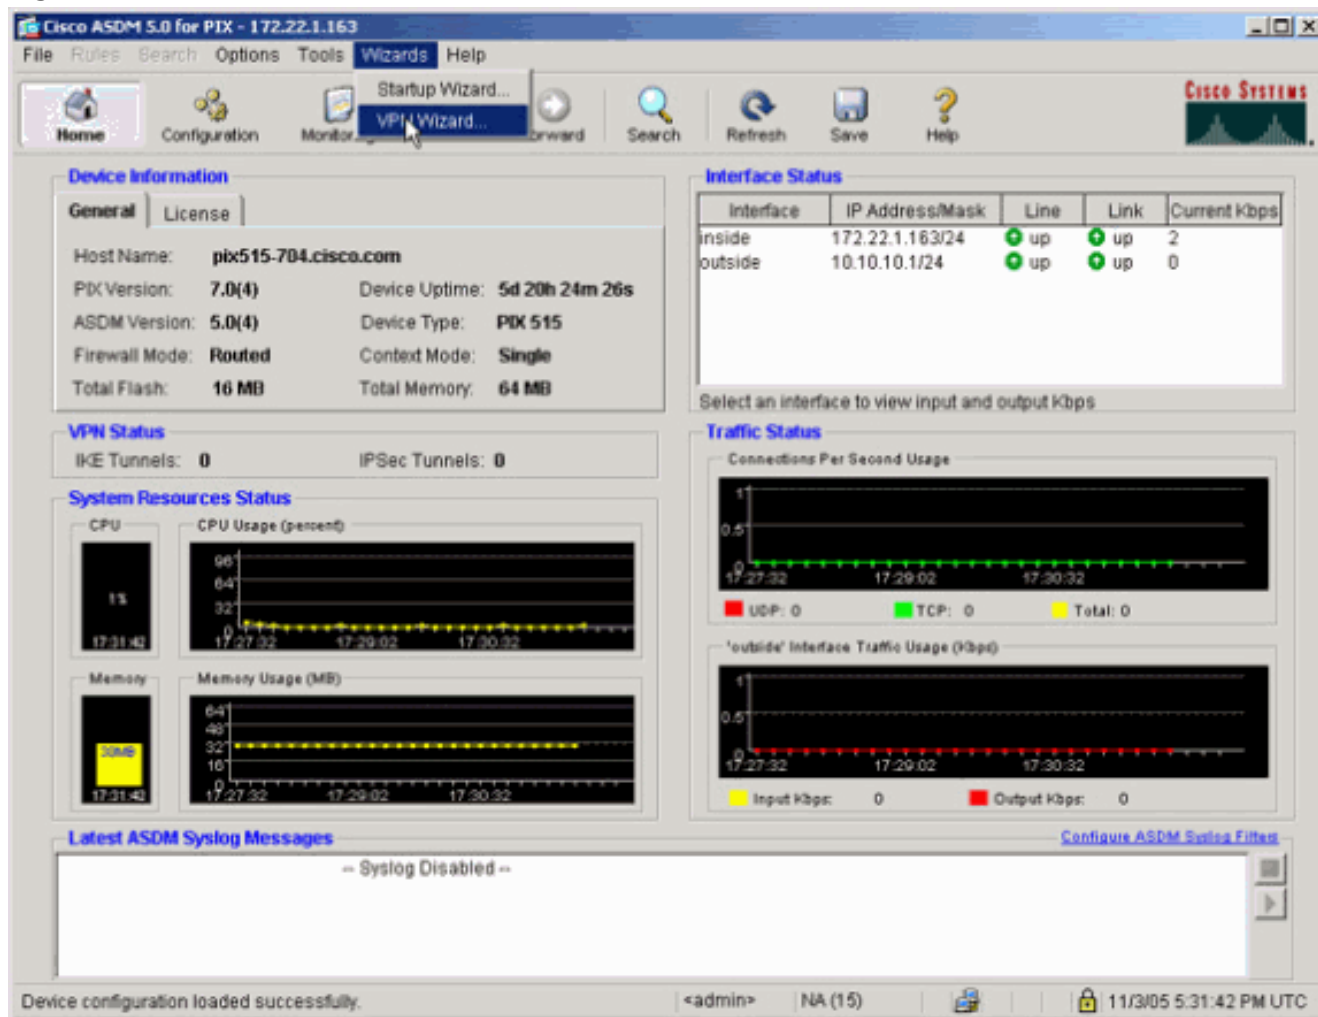 Cisco ASDM 5.0 for PIX - 172.22.1.163
File Rules Search Options Tools Wizards Help
Startup Wizard...
VPN Wizard...
Home Configuration Search Refresh Save Help
CISCO SYSTEMS
Device Information
General License
Host Name: pix515-704.cisco.com
PIX Version: 7.0(4) Device Uptime: 5d 20h 24m 26s
ASDM Version: 5.0(4) Device Type: PIX 515
Firewall Mode: Routed Context Mode: Single
Total Flash: 16 MB Total Memory: 64 MB
Interface Status
Interface IP Address/Mask Line Link Current Kbps
inside 172.22.1.163/24 up up 2
outside 10.10.10.1/24 up up 0
Select an interface to view input and output Kbps
VPN Status
IKE Tunnels: 0 IPSec Tunnels: 0
System Resources Status
CPU
1%
17:31:42
CPU Usage (percent)
96
64
32
0
17:27:32 17:29:02 17:30:32
Memory
30MB
17:31:42
Memory Usage (MB)
64
48
32
16
0
17:27:32 17:29:02 17:30:32
Traffic Status
Connections Per Second Usage
1
0.5
0
17:27:32 17:29:02 17:30:32
UDP: 0 TCP: 0 Total: 0
'outside' Interface Traffic Usage (Kbps)
1
0.5
0
17:27:32 17:29:02 17:30:32
Input Kbps: 0 Output Kbps: 0
Latest ASDM Syslog Messages
Configure ASDM Syslog Filters
-- Syslog Disabled --
Device configuration loaded successfully. <admin> NA (15) 11/3/05 5:31:42 PM UTC